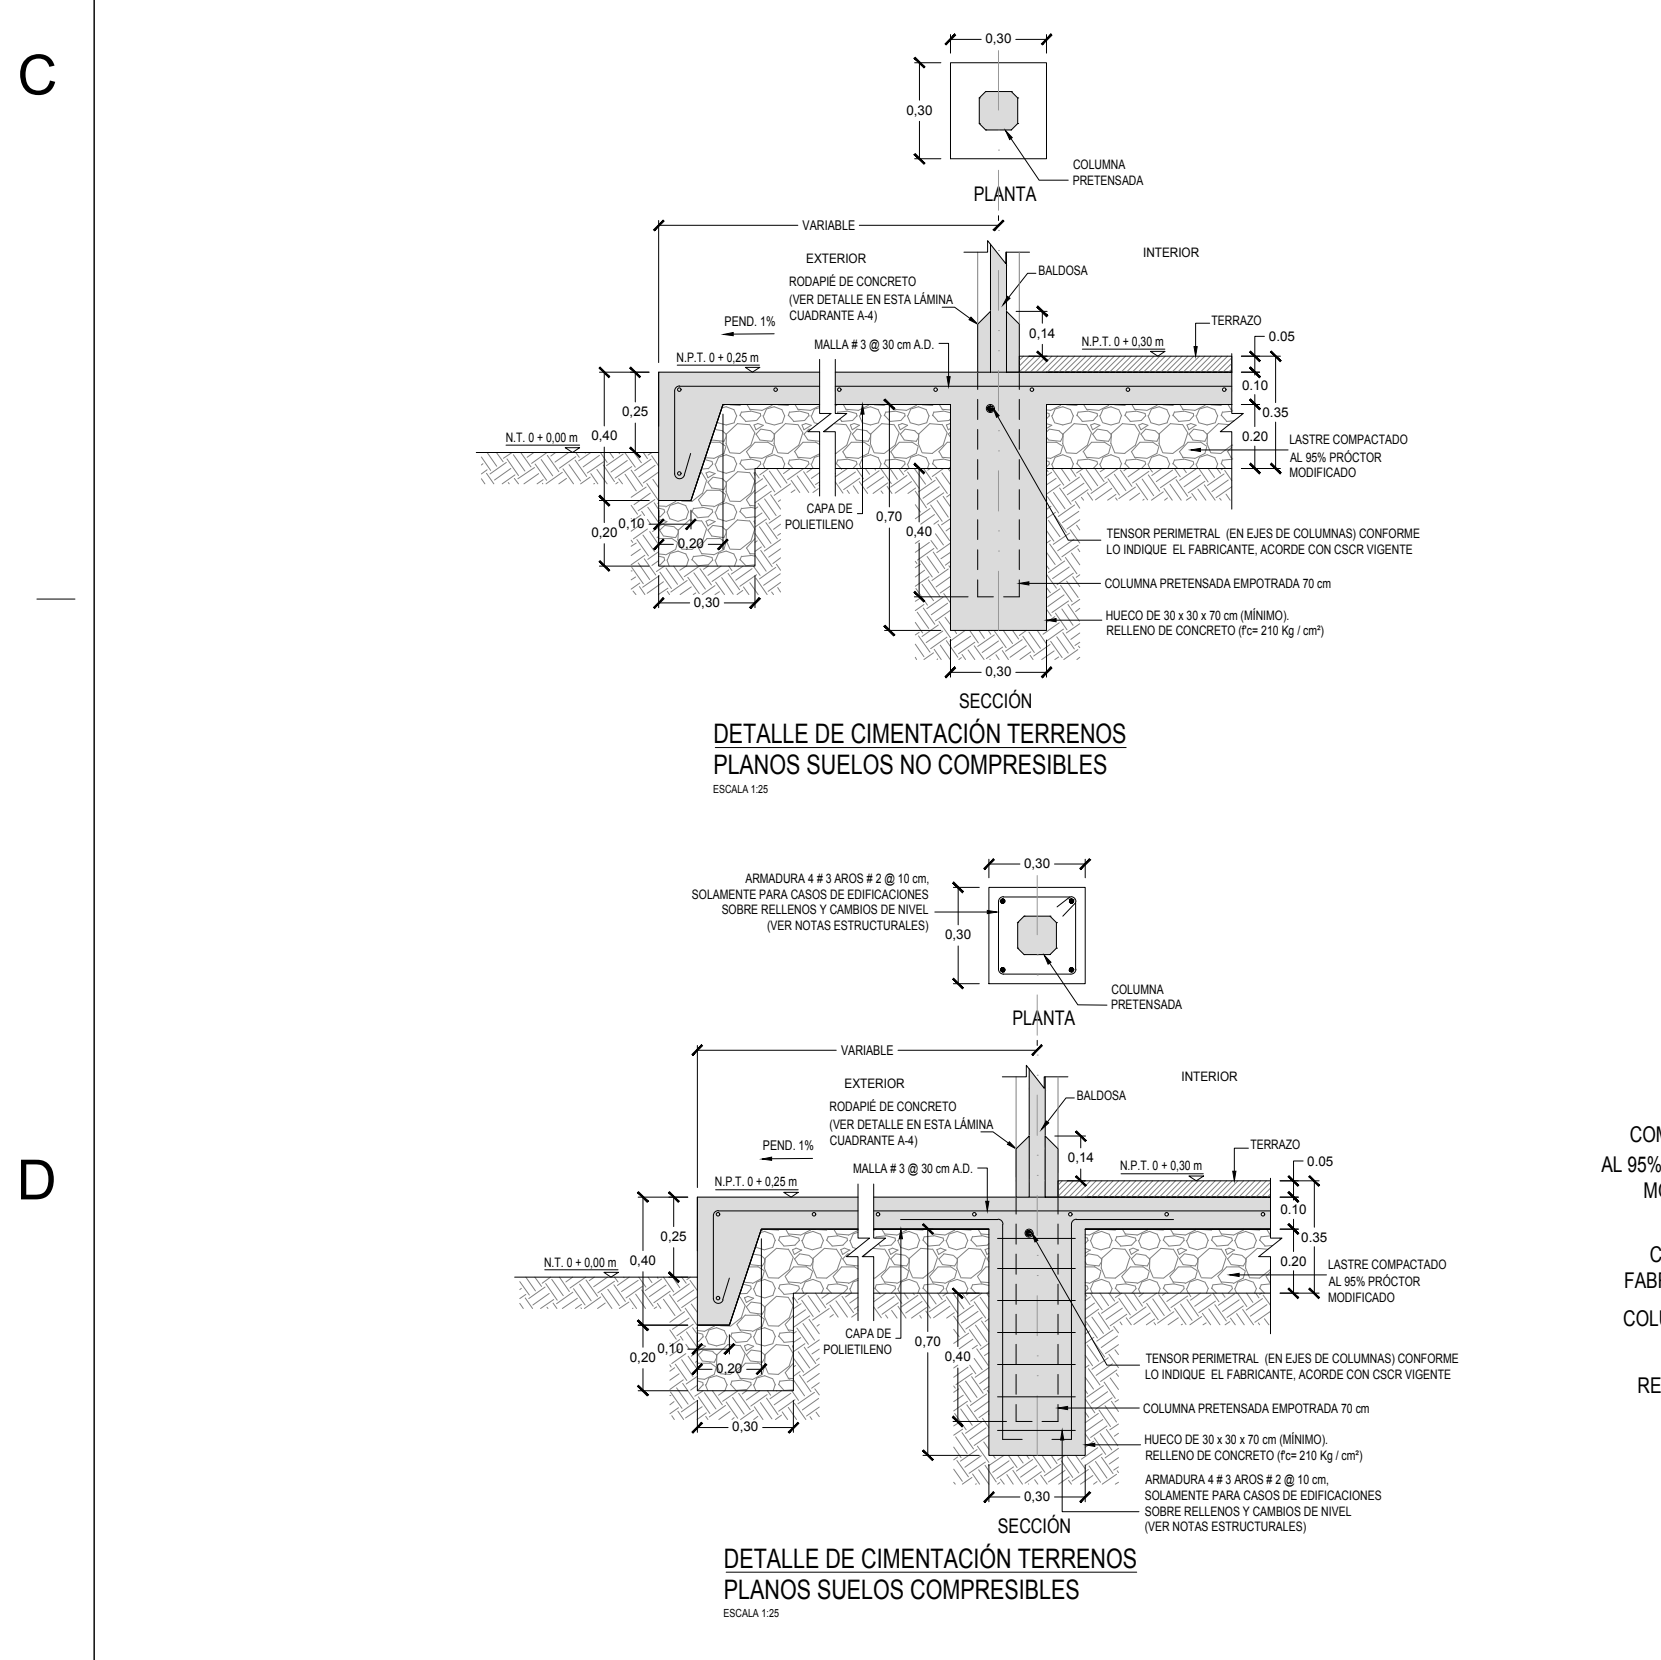 C
0,30
0,30
COLUMNA
PRETENSADA
PLANTA
VARIABLE
EXTERIOR
INTERIOR
BALDOSA
RODAPIÉ DE CONCRETO
(VER DETALLE EN ESTA LÁMINA
CUADRANTE A-4)
PEND. 1%
0,14
TERRAZO
MALLA # 3 @ 30 cm A.D.
N.P.T. 0 + 0,30 m
0.05
N.P.T. 0 + 0,25 m
0.10
0,25
0.35
0,40
N.T. 0 + 0,00 m
0.20
LASTRE COMPACTADO
AL 95% PRÓCTOR
MODIFICADO
CAPA DE
POLIETILENO
0,70
0,40
0,20
0,10
0,20
TENSOR PERIMETRAL (EN EJES DE COLUMNAS) CONFORME
LO INDIQUE EL FABRICANTE, ACORDE CON CSCR VIGENTE
COLUMNA PRETENSADA EMPOTRADA 70 cm
0,30
HUECO DE 30 x 30 x 70 cm (MÍNIMO).
RELLENO DE CONCRETO (f'c= 210 Kg / cm²)
0,30
SECCIÓN
DETALLE DE CIMENTACIÓN TERRENOS
PLANOS SUELOS NO COMPRESIBLES
ESCALA 1:25
0,30
ARMADURA 4 # 3 AROS # 2 @ 10 cm,
SOLAMENTE PARA CASOS DE EDIFICACIONES
SOBRE RELLENOS Y CAMBIOS DE NIVEL
(VER NOTAS ESTRUCTURALES)
0,30
COLUMNA
PRETENSADA
PLANTA
VARIABLE
EXTERIOR
INTERIOR
BALDOSA
RODAPIÉ DE CONCRETO
(VER DETALLE EN ESTA LÁMINA
CUADRANTE A-4)
PEND. 1%
0,14
TERRAZO
MALLA # 3 @ 30 cm A.D.
N.P.T. 0 + 0,30 m
0.05
N.P.T. 0 + 0,25 m
D
0.10
0,25
0.35
0,40
N.T. 0 + 0,00 m
0.20
LASTRE COMPACTADO
AL 95% PRÓCTOR
MODIFICADO
CAPA DE
POLIETILENO
0,70
0,40
0,20
0,10
0,20
TENSOR PERIMETRAL (EN EJES DE COLUMNAS) CONFORME
LO INDIQUE EL FABRICANTE, ACORDE CON CSCR VIGENTE
COLUMNA PRETENSADA EMPOTRADA 70 cm
0,30
HUECO DE 30 x 30 x 70 cm (MÍNIMO).
RELLENO DE CONCRETO (f'c= 210 Kg / cm²)
ARMADURA 4 # 3 AROS # 2 @ 10 cm,
SOLAMENTE PARA CASOS DE EDIFICACIONES
SOBRE RELLENOS Y CAMBIOS DE NIVEL
(VER NOTAS ESTRUCTURALES)
0,30
SECCIÓN
DETALLE DE CIMENTACIÓN TERRENOS
PLANOS SUELOS COMPRESIBLES
ESCALA 1:25
AL 95%